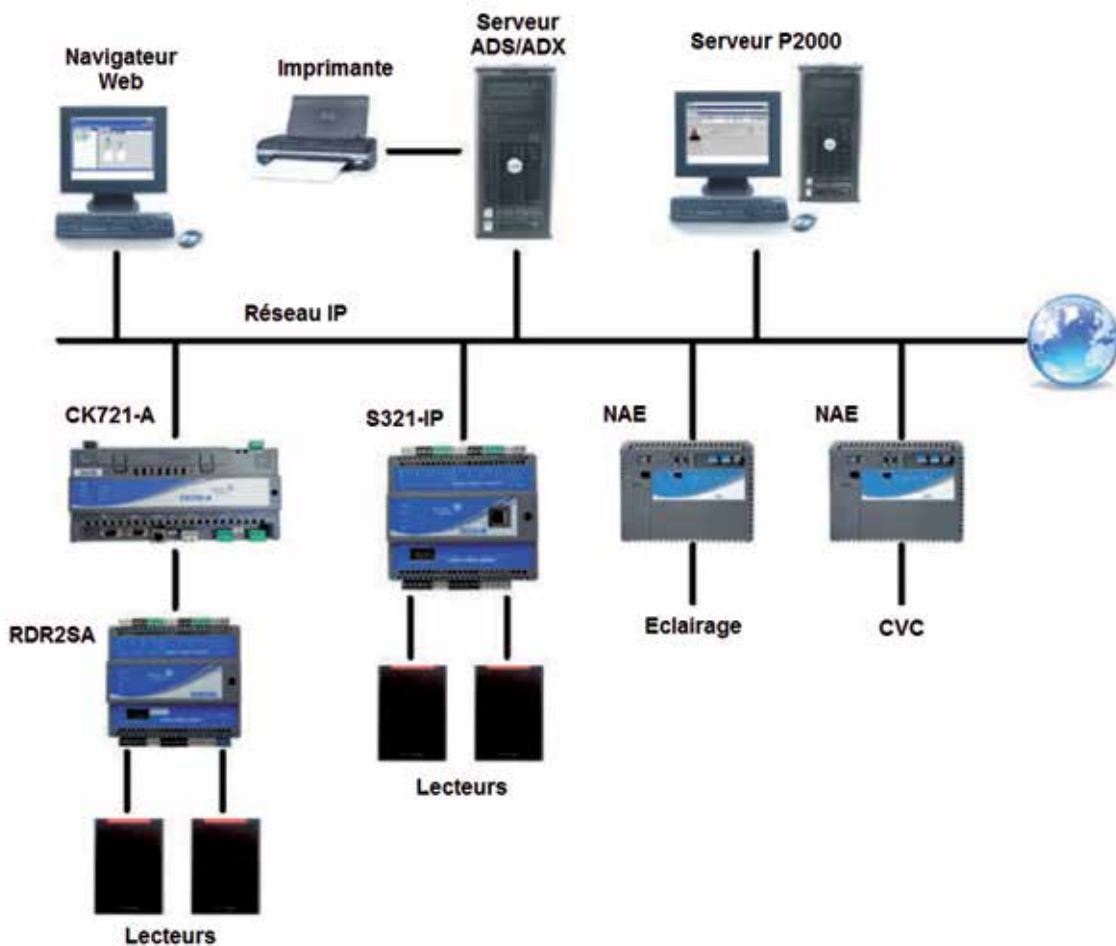 Navigateur
Web
Imprimante
Serveur
ADS/ADX
Serveur P2000
Réseau IP
CK721-A
S321-IP
NAE
NAE
RDR2SA
Eclairage
CVC
Lecteurs
Lecteurs